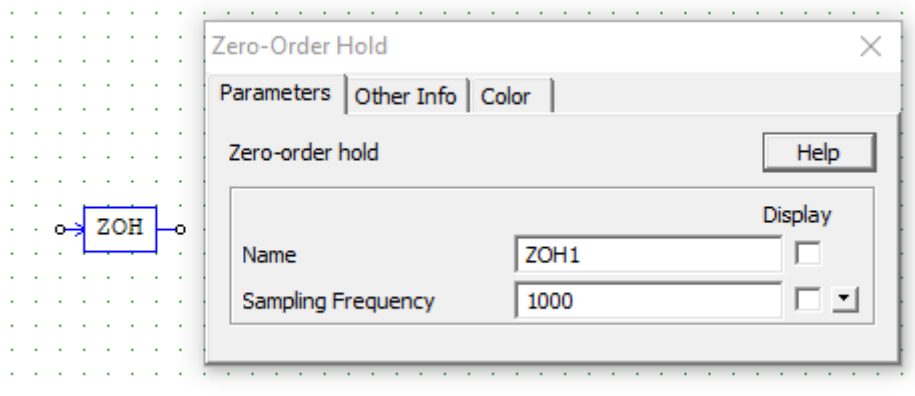 Zero-Order Hold
Parameters Other Info Color
Zero-order hold Help
ZOH
Display
Name ZOH1
Sampling Frequency 1000